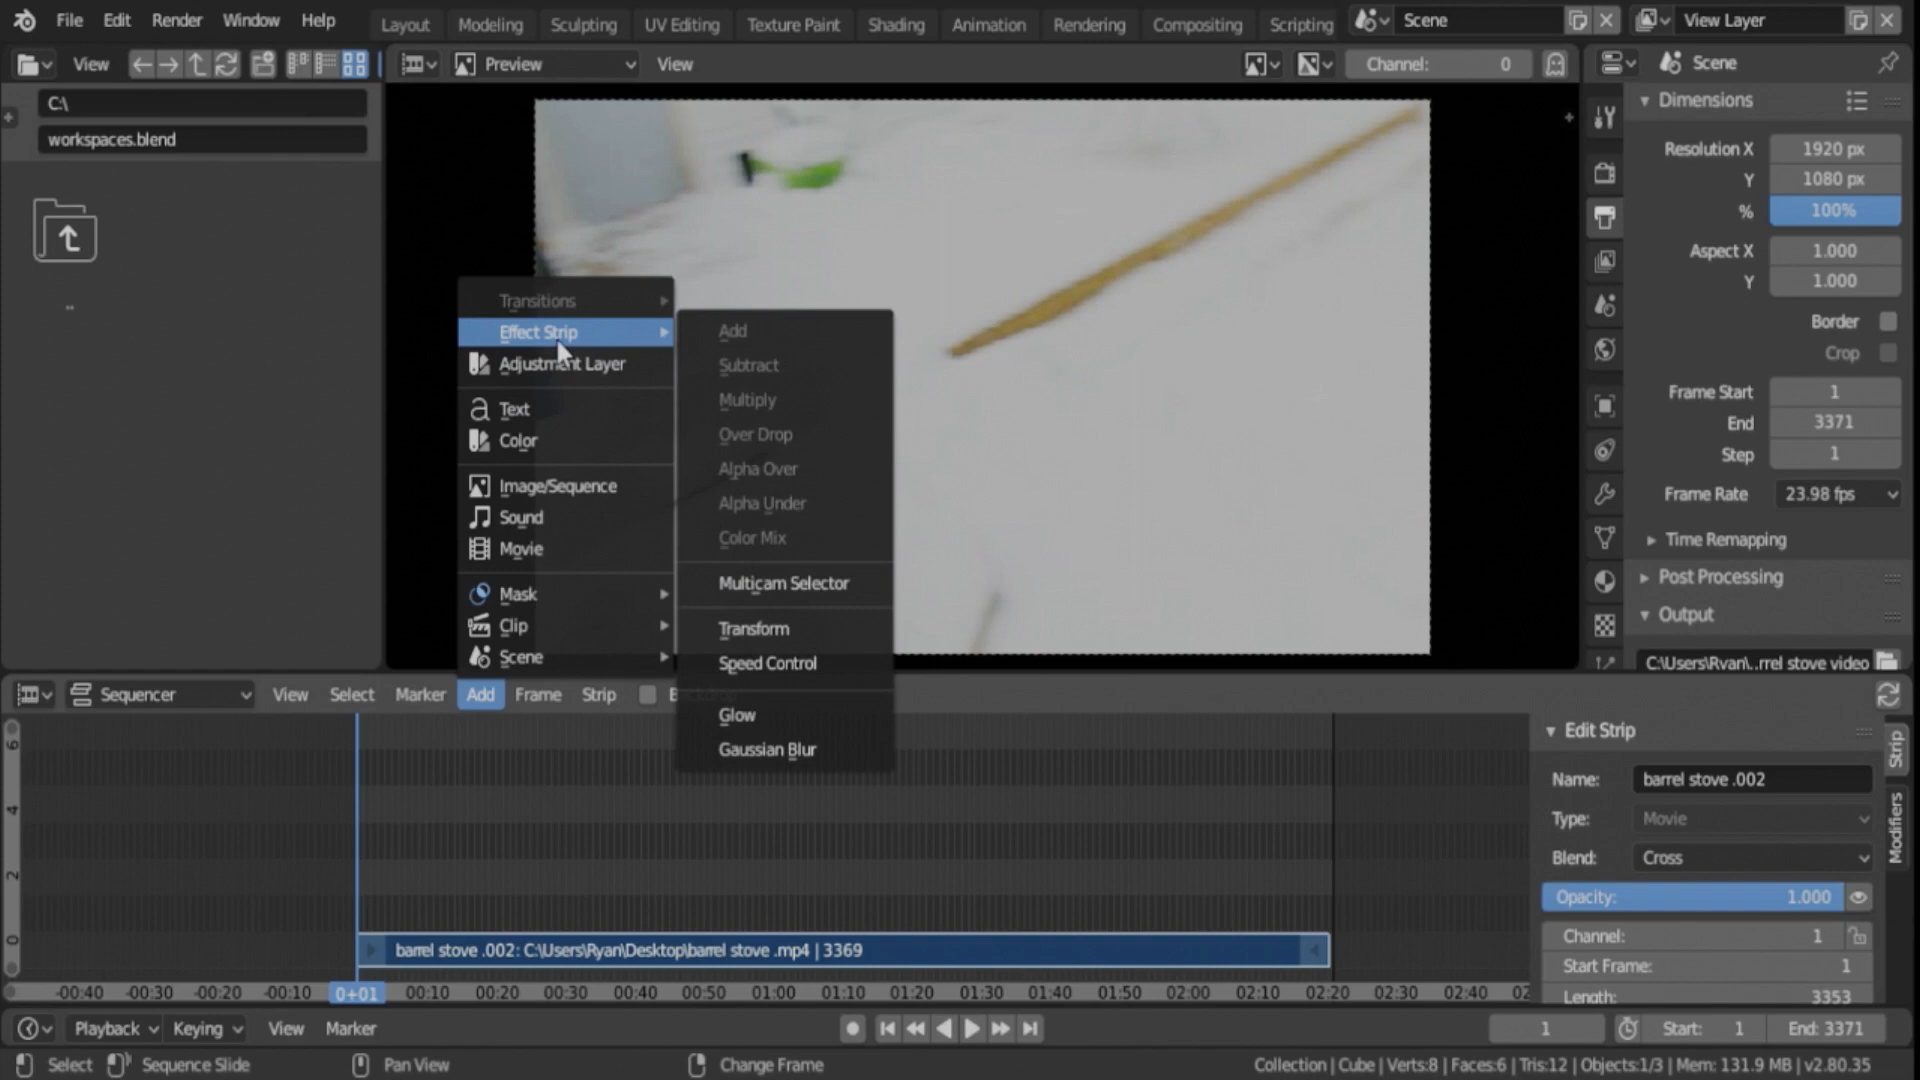 File Edit Render Window Help Layout Modeling Sculpting UV Editing Texture Paint Shading Animation Rendering Compositing Scripting Scene View Layer
View Preview View Channel: 0 Scene
C:\
workspaces.blend
..
Dimensions
Resolution X 1920 px
Y 1080 px
% 100%
Aspect X 1.000
Y 1.000
Border
Crop
Frame Start 1
End 3371
Step 1
Frame Rate 23.98 fps
Time Remapping
Post Processing
Output
C:\Users\Ryan\..rrel stove video
Transitions
Effect Strip
Adjustment Layer
Text
Color
Image/Sequence
Sound
Movie
Mask
Clip
Scene
Add
Subtract
Multiply
Over Drop
Alpha Over
Alpha Under
Color Mix
Multicam Selector
Transform
Speed Control
Glow
Gaussian Blur
Sequencer View Select Marker Add Frame Strip
6
4
2
0
barrel stove .002: C:\Users\Ryan\Desktop\barrel stove .mp4 | 3369
-00:40 -00:30 -00:20 -00:10 0+01 00:10 00:20 00:30 00:40 00:50 01:00 01:10 01:20 01:30 01:40 01:50 02:00 02:10 02:20 02:30 02:40
Edit Strip
Name: barrel stove .002
Type: Movie
Blend: Cross
Opacity: 1.000
Channel: 1
Start Frame: 1
Length: 3353
Strip
Modifiers
Playback Keying View Marker 1 Start: 1 End: 3371
Select Sequence Slide Pan View Change Frame Collection | Cube | Verts:8 | Faces:6 | Tris:12 | Objects:1/3 | Mem: 131.9 MB | v2.80.35